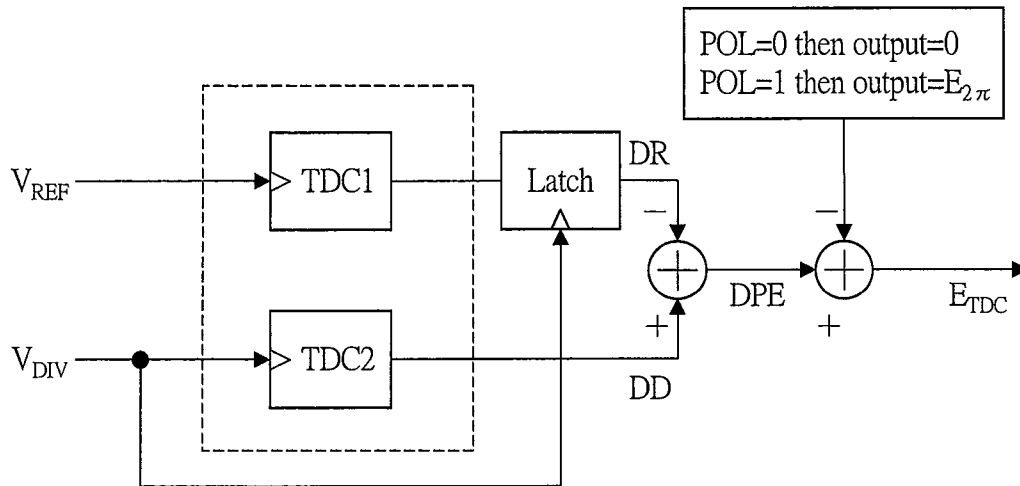 POL=0 then output=0
POL=1 then output=E2π
DR
VREF
TDC1
Latch
−
−
+
+
DPE
ETDC
+
+
VDIV
TDC2
DD